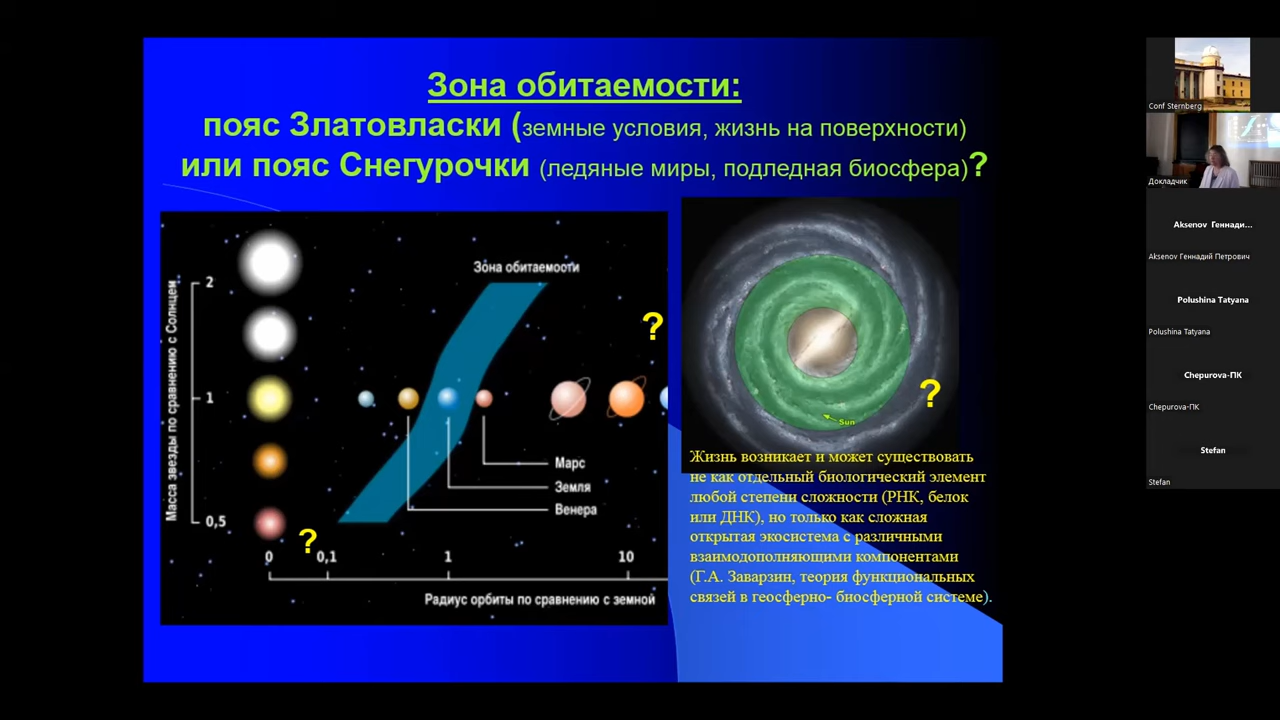 Зона обитаемости:
пояс Златовласки (земные условия, жизнь на поверхности)
или пояс Снегурочки (ледяные миры, подледная биосфера)?
Масса звезды по сравнению с Солнцем
2
1
0,5
Зона обитаемости
?
Марс
Земля
Венера
?
0
0,1
1
10
Радиус орбиты по сравнению с земной
?
Sun
Жизнь возникает и может существовать
не как отдельный биологический элемент
любой степени сложности (РНК, белок
или ДНК), но только как сложная
открытая экосистема с различными
взаимодополняющими компонентами
(Г.А. Заварзин, теория функциональных
связей в геосферно- биосферной системе).
Conf Sternberg
Докладчик
Aksenov Геннади...
Aksenov Геннадий Петрович
Polushina Tatyana
Polushina Tatyana
Chepurova-ПК
Chepurova-ПК
Stefan
Stefan